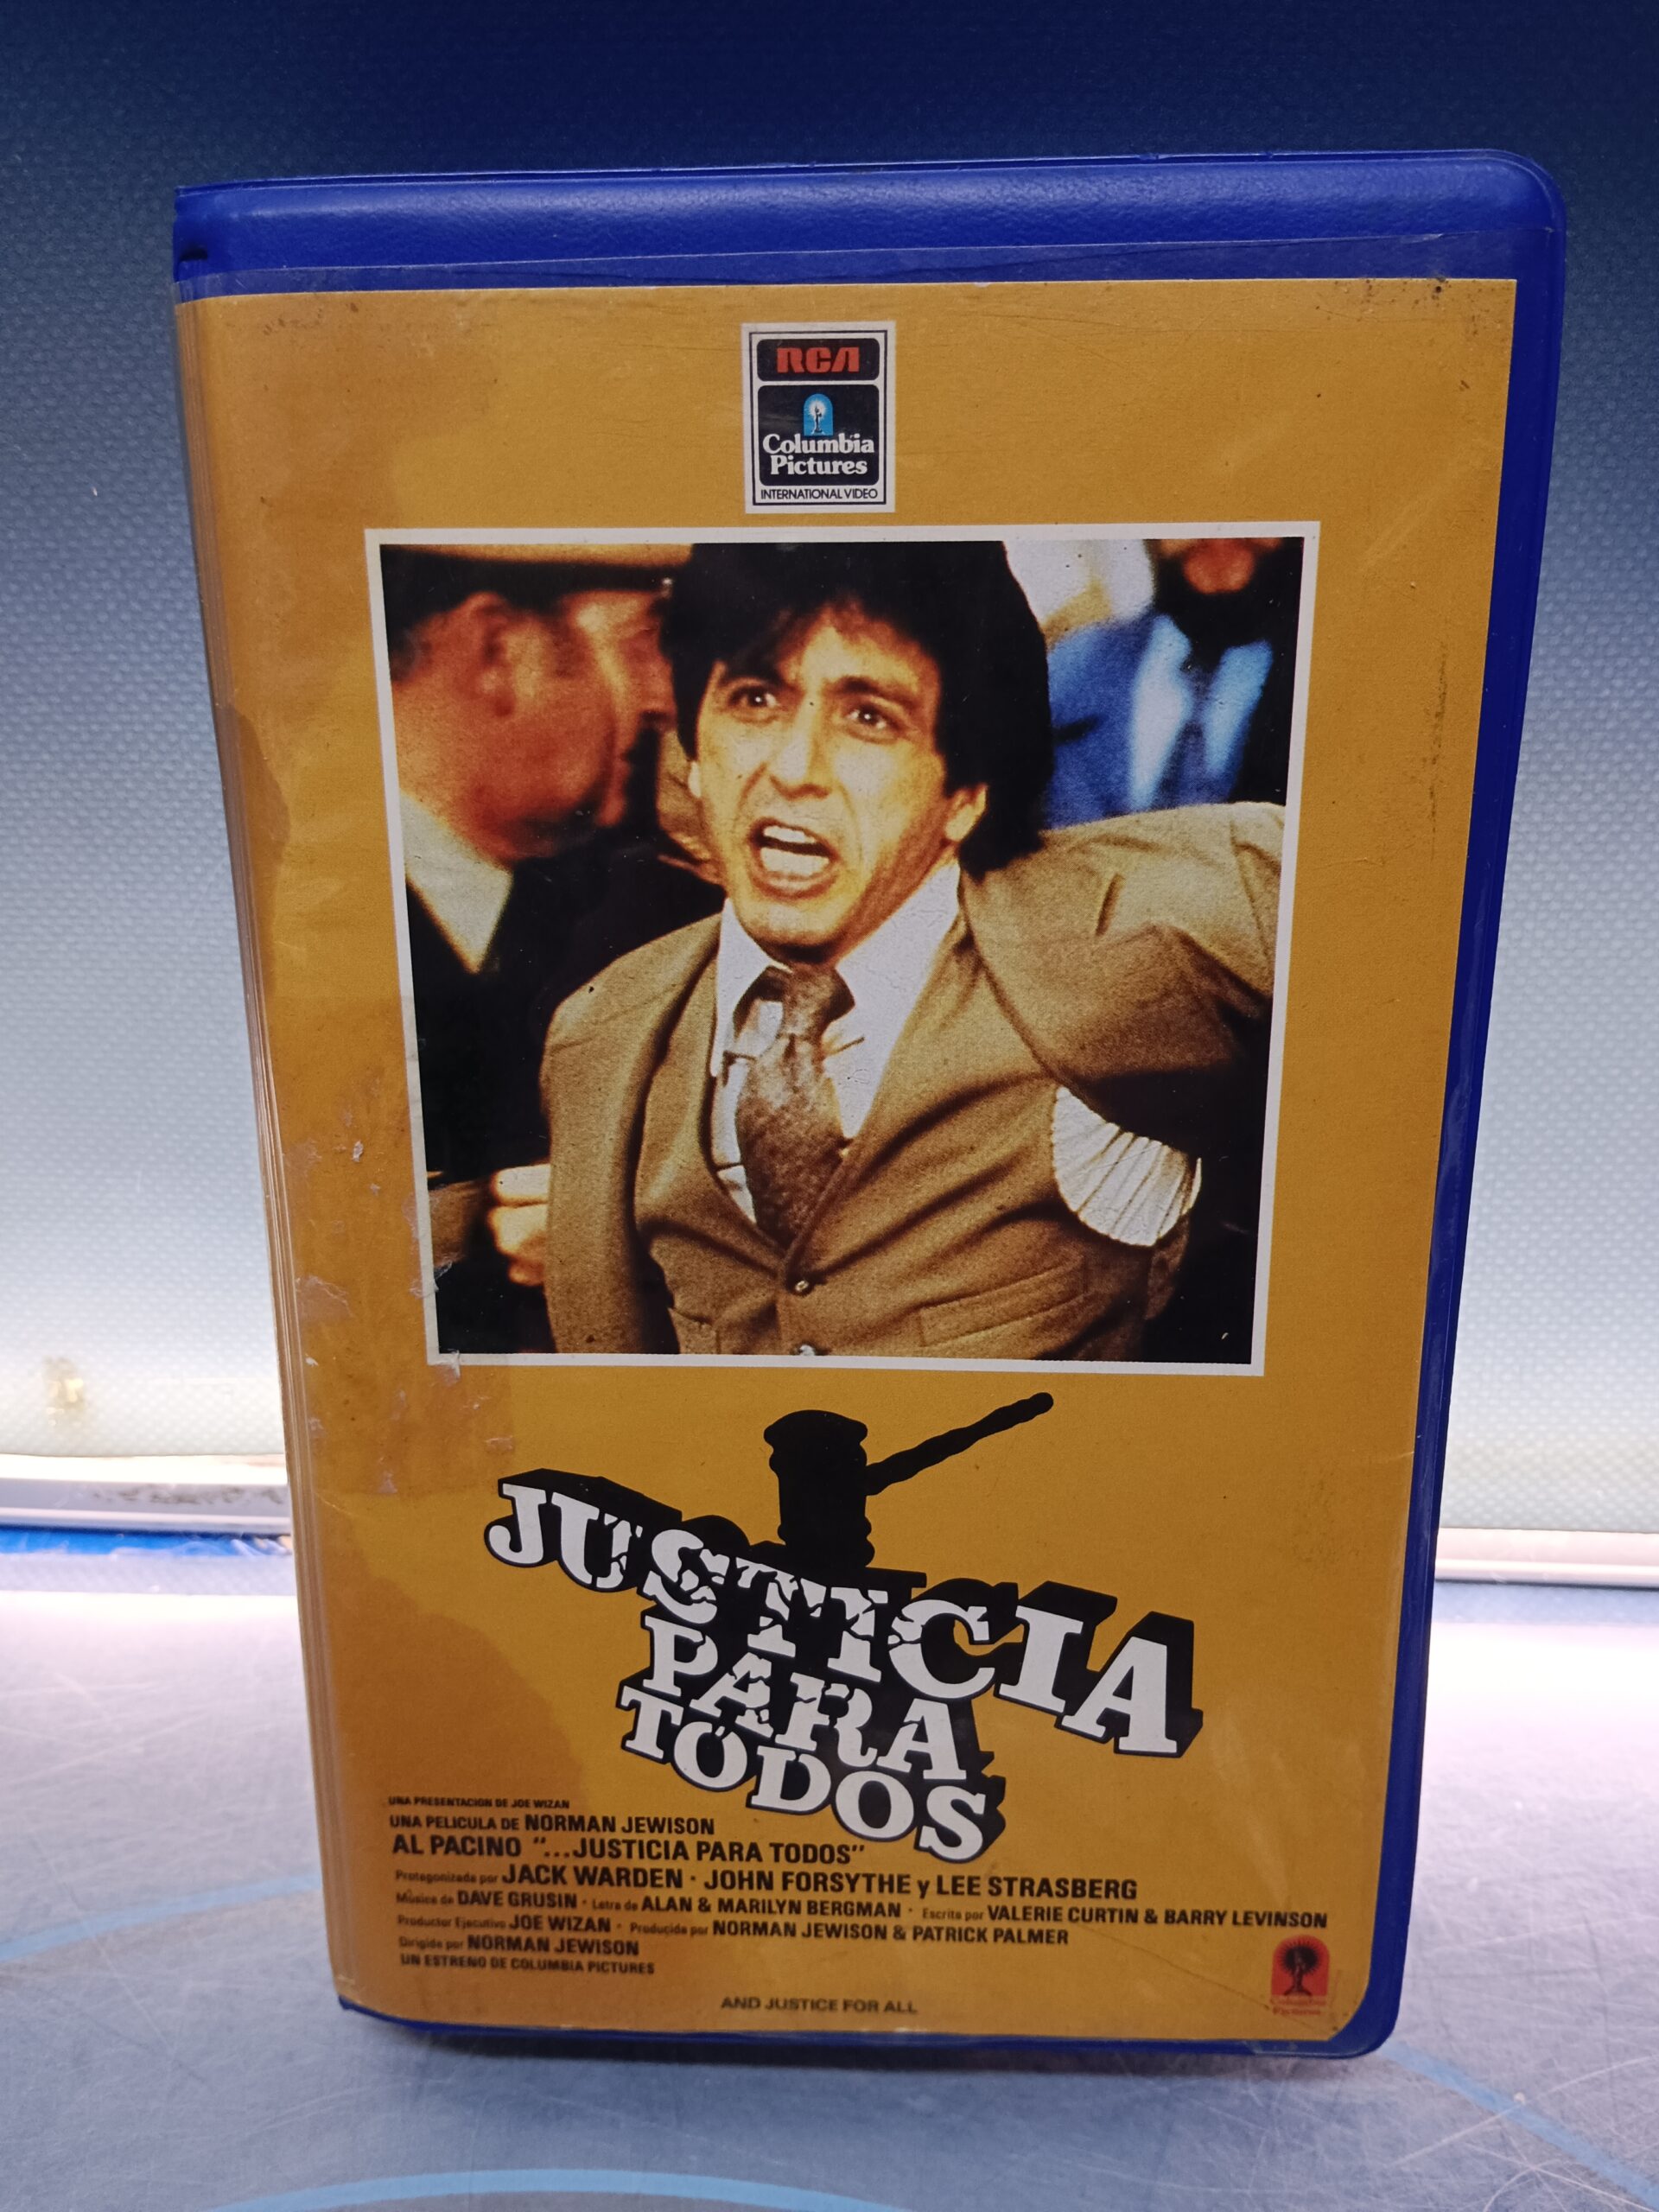 RCA
Columbia
Pictures
INTERNATIONAL VIDEO
JUSTICIA
PARA
TODOS
UNA PRESENTACION DE JOE WIZAN
UNA PELICULA DE NORMAN JEWISON
AL PACINO "...JUSTICIA PARA TODOS"
Protagonizada por JACK WARDEN · JOHN FORSYTHE y LEE STRASBERG
Música de DAVE GRUSIN · Letra de ALAN & MARILYN BERGMAN · Escrita por VALERIE CURTIN & BARRY LEVINSON
Productor Ejecutivo JOE WIZAN · Producida por NORMAN JEWISON & PATRICK PALMER
Dirigida por NORMAN JEWISON
UN ESTRENO DE COLUMBIA PICTURES
Columbia
Pictures
AND JUSTICE FOR ALL